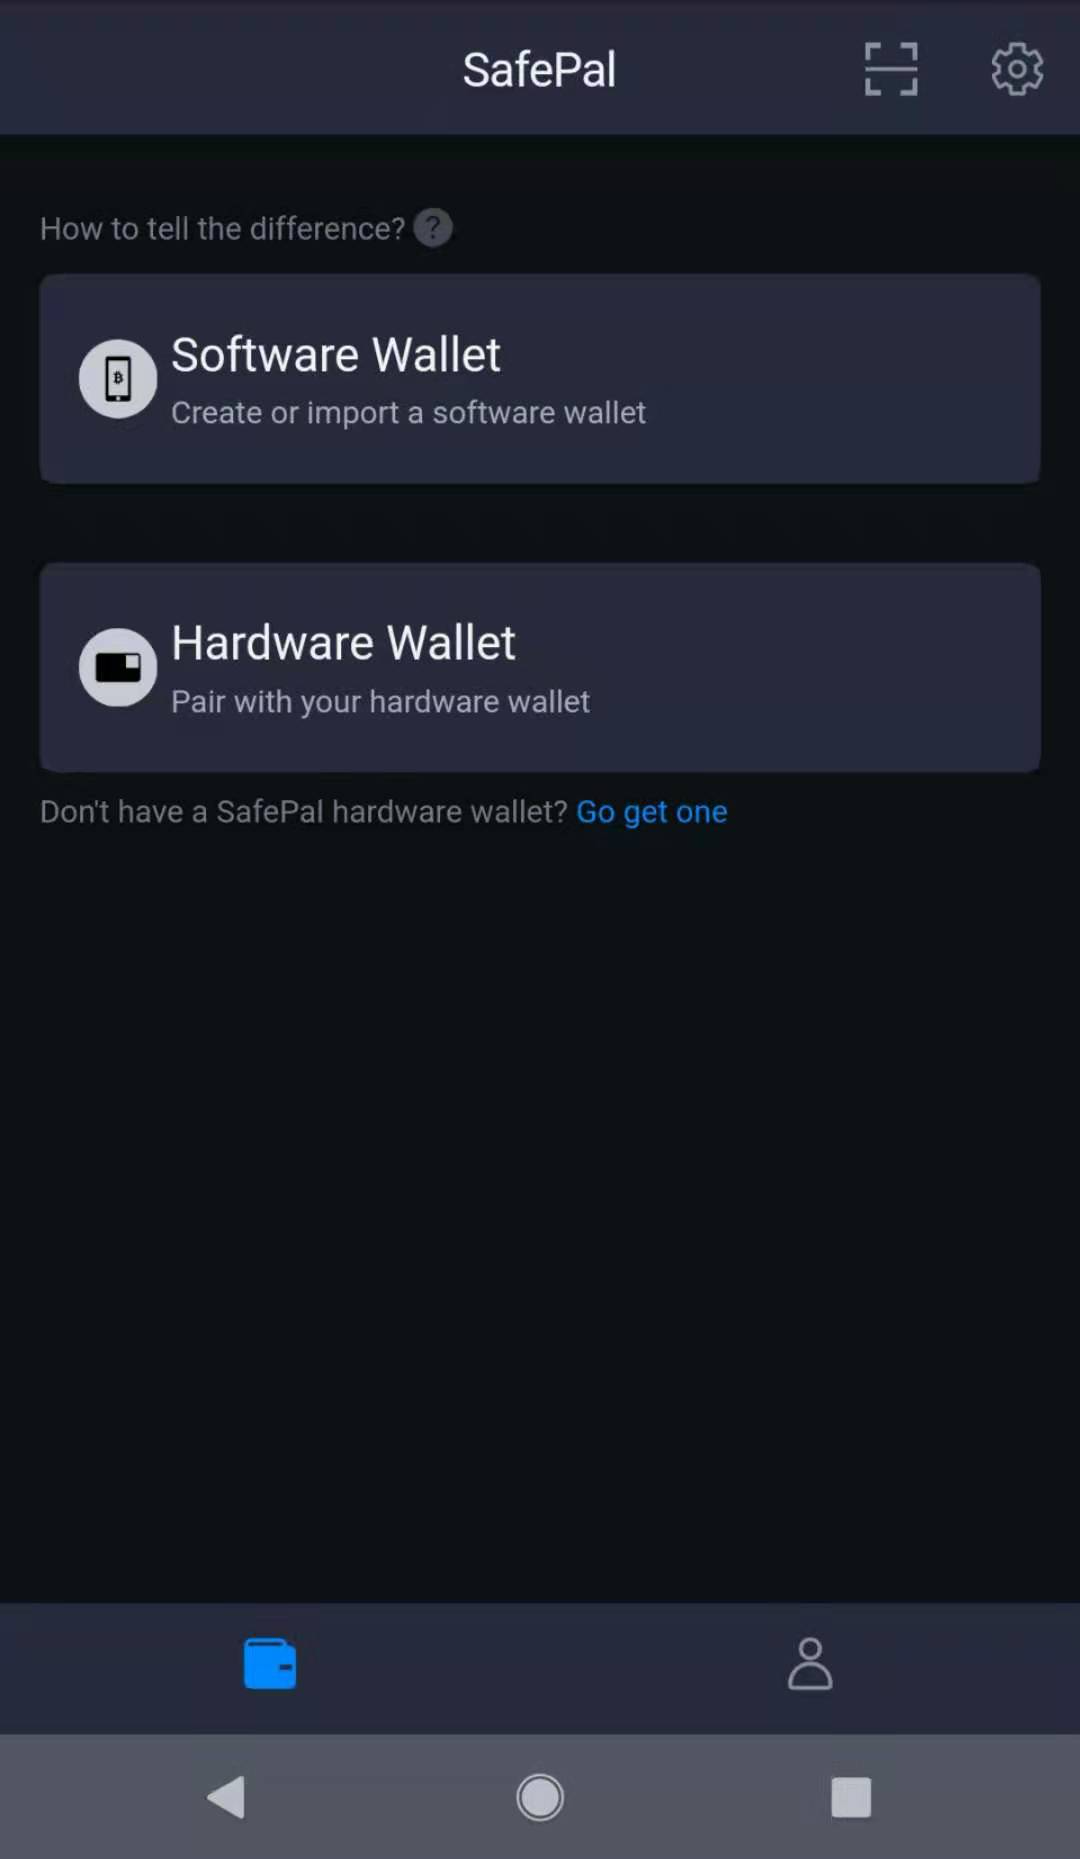 SafePal
How to tell the difference? ?
Software Wallet
Create or import a software wallet
Hardware Wallet
Pair with your hardware wallet
Don't have a SafePal hardware wallet? Go get one